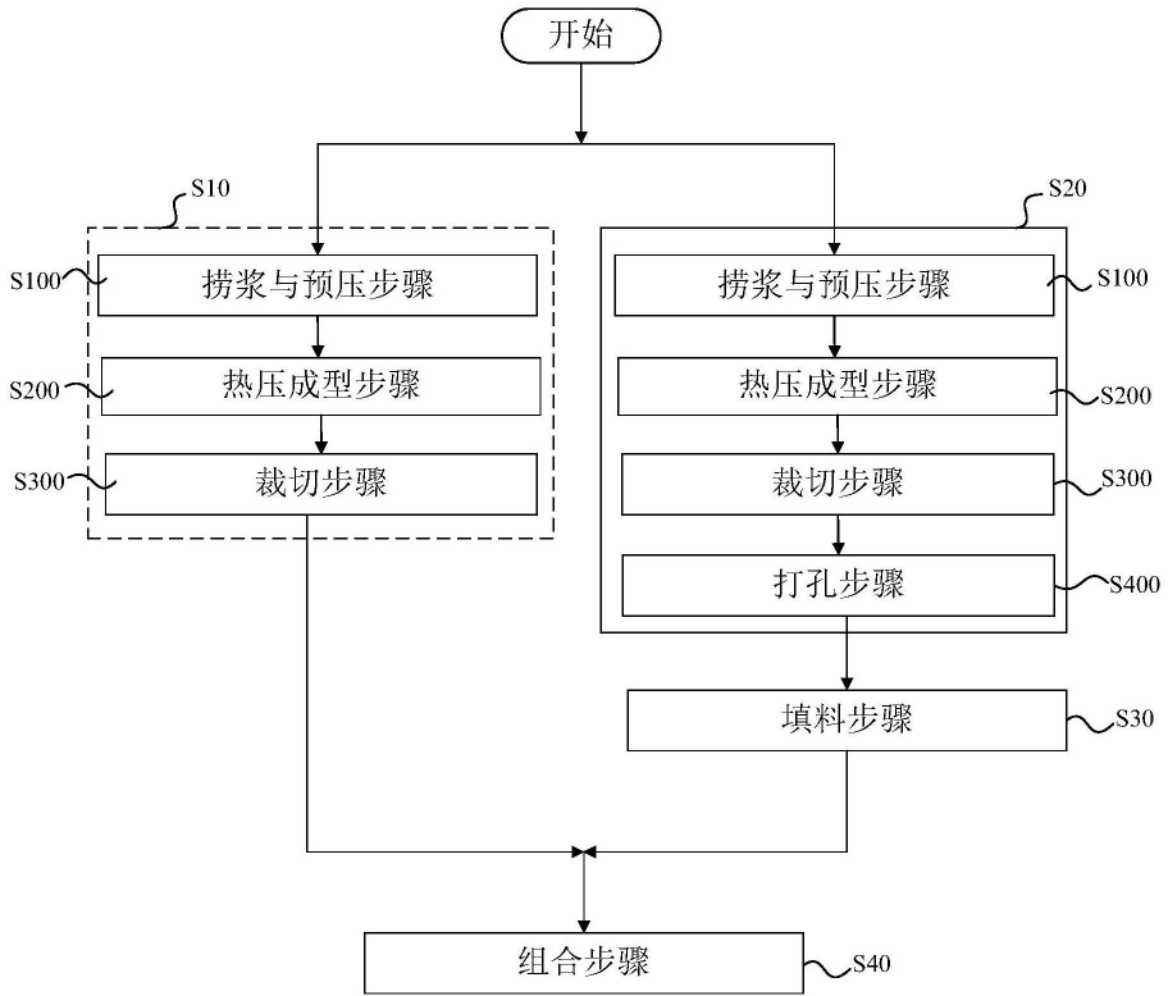 开始
S10
S20
S100
捞浆与预压步骤
捞浆与预压步骤
S100
S200
热压成型步骤
热压成型步骤
S200
S300
裁切步骤
裁切步骤
S300
打孔步骤
S400
填料步骤
S30
组合步骤
S40